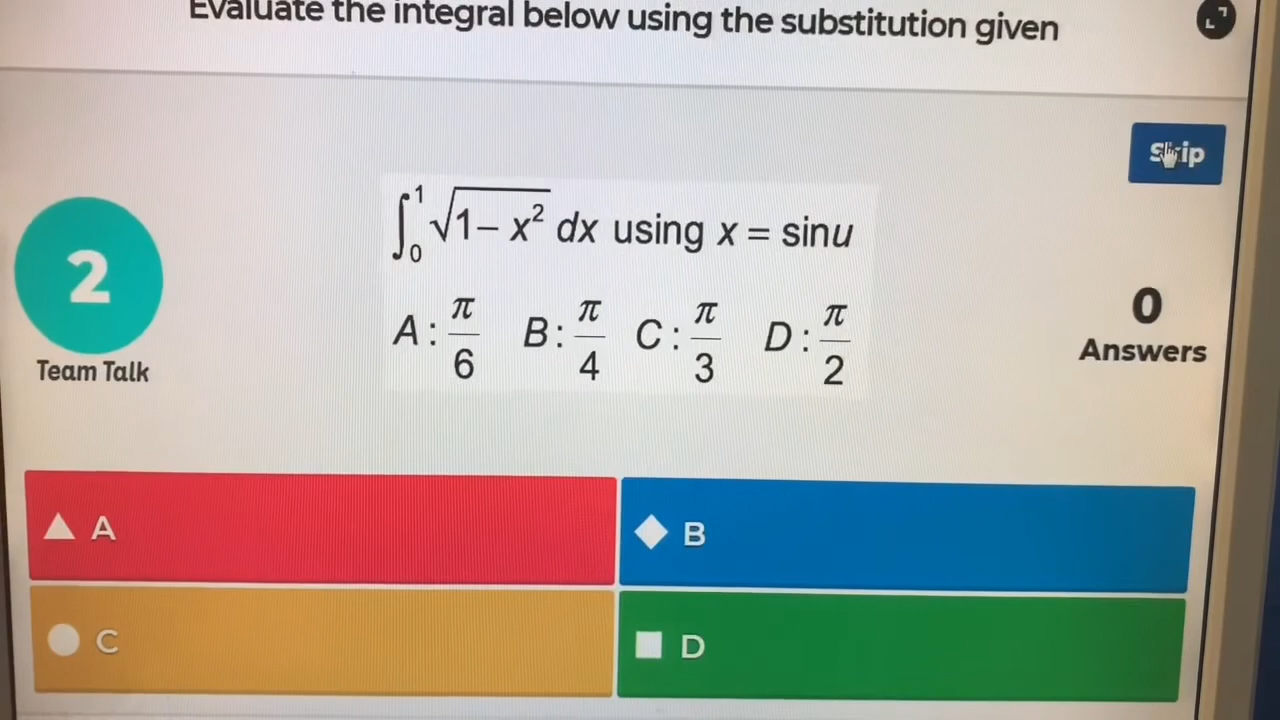 Evaluate the integral below using the substitution given
Skip
∫₀¹ √(1– x²) dx using x = sinu
2
Team Talk
A: π/6 B: π/4 C: π/3 D: π/2
0
Answers
A
B
C
D